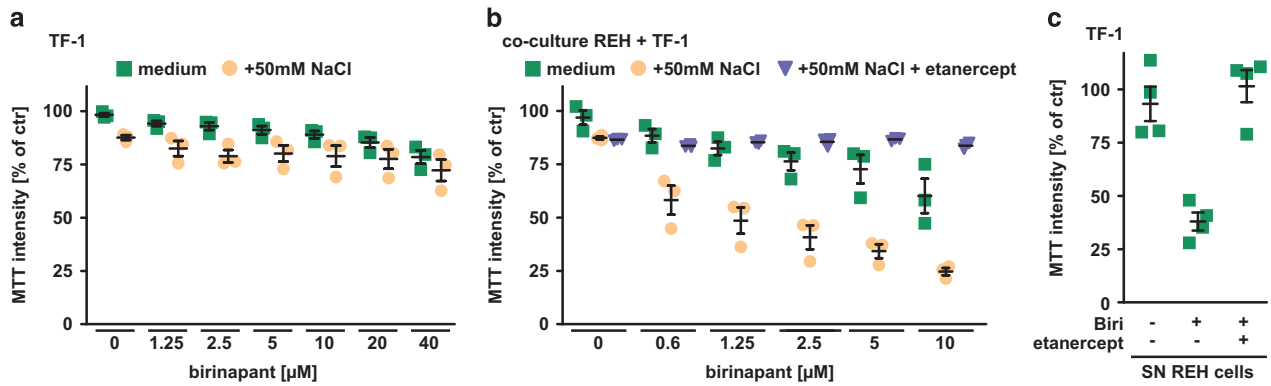 a
TF-1
medium +50mM NaCl
MTT intensity [% of ctr]
100
75
50
25
0
0 1.25 2.5 5 10 20 40
birinapant [µM]
b
co-culture REH + TF-1
medium +50mM NaCl +50mM NaCl + etanercept
MTT intensity [% of ctr]
100
75
50
25
0
0 0.6 1.25 2.5 5 10
birinapant [µM]
c
TF-1
MTT intensity [% of ctr]
125
100
75
50
25
0
Biri - + +
etanercept - - +
SN REH cells